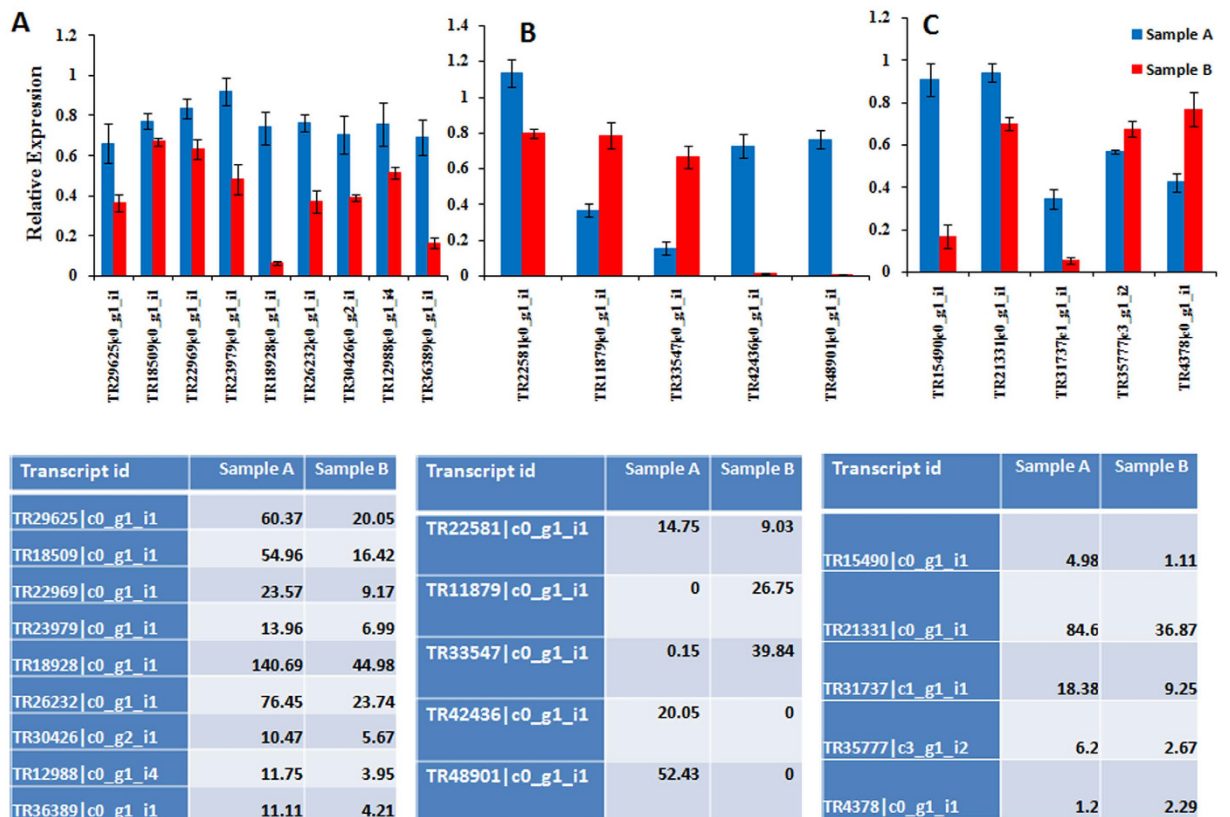 A
B
C
Relative Expression
1.2
1
0.8
0.6
0.4
0.2
0
1.4
1.2
1
0.8
0.6
0.4
0.2
0
1.2
1
0.8
0.6
0.4
0.2
0
Sample A
Sample B
TR29625|c0_g1_i1
TR18509|c0_g1_i1
TR22969|c0_g1_i1
TR23979|c0_g1_i1
TR18928|c0_g1_i1
TR26232|c0_g1_i1
TR30426|c0_g2_i1
TR12988|c0_g1_i4
TR36389|c0_g1_i1
TR22581|c0_g1_i1
TR11879|c0_g1_i1
TR33547|c0_g1_i1
TR42436|c0_g1_i1
TR48901|c0_g1_i1
TR15490|c0_g1_i1
TR21331|c0_g1_i1
TR31737|c1_g1_i1
TR35777|c3_g1_i2
TR4378|c0_g1_i1
Transcript id Sample A Sample B
TR29625|c0_g1_i1 60.37 20.05
TR18509|c0_g1_i1 54.96 16.42
TR22969|c0_g1_i1 23.57 9.17
TR23979|c0_g1_i1 13.96 6.99
TR18928|c0_g1_i1 140.69 44.98
TR26232|c0_g1_i1 76.45 23.74
TR30426|c0_g2_i1 10.47 5.67
TR12988|c0_g1_i4 11.75 3.95
TR36389|c0_g1_i1 11.11 4.21
Transcript id Sample A Sample B
TR22581|c0_g1_i1 14.75 9.03
TR11879|c0_g1_i1 0 26.75
TR33547|c0_g1_i1 0.15 39.84
TR42436|c0_g1_i1 20.05 0
TR48901|c0_g1_i1 52.43 0
Transcript id Sample A Sample B
TR15490|c0_g1_i1 4.98 1.11
TR21331|c0_g1_i1 84.6 36.87
TR31737|c1_g1_i1 18.38 9.25
TR35777|c3_g1_i2 6.2 2.67
TR4378|c0_g1_i1 1.2 2.29